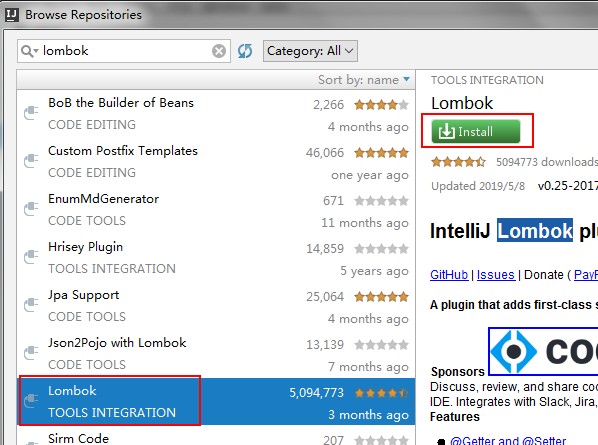 Browse Repositories
lombok
Category: All
Sort by: name
BoB the Builder of Beans 2,266
CODE EDITING 4 months ago
Custom Postfix Templates 46,066
CODE EDITING one year ago
EnumMdGenerator 671
CODE TOOLS 11 months ago
Hrisey Plugin 14,859
TOOLS INTEGRATION 5 years ago
Jpa Support 25,064
CODE TOOLS 4 months ago
Json2Pojo with Lombok 13,139
CODE TOOLS 7 months ago
Lombok 5,094,773
TOOLS INTEGRATION 3 months ago
Sirm Code 207
TOOLS INTEGRATION
Lombok
Install
5094773 downloads
Updated 2019/5/8 v0.25-2017
IntelliJ Lombok plu
GitHub | Issues | Donate ( PayP
A plugin that adds first-class s
Sponsors
Discuss, review, and share cod
IDE. Integrates with Slack, Jira,
Features
@Getter and @Setter